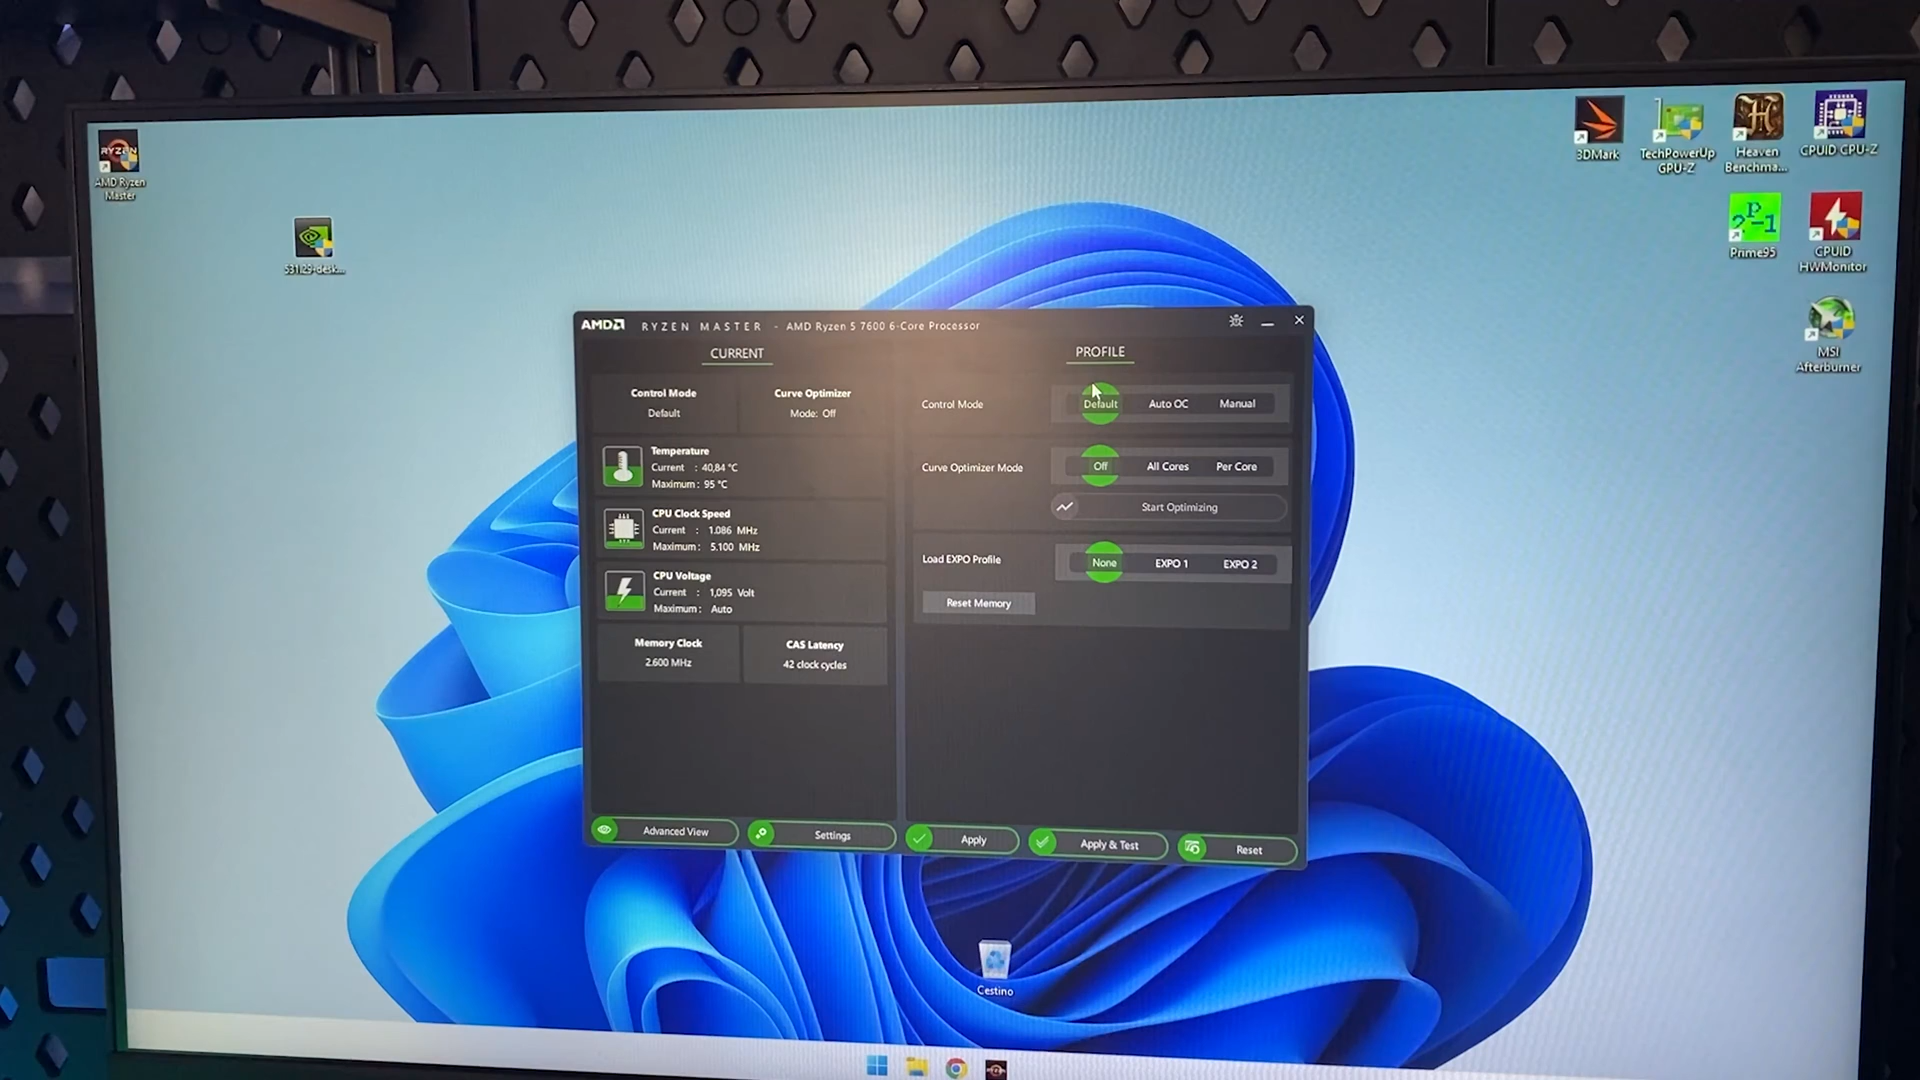 RYZEN
AMD Ryzen
Master
531.29-desk...
3DMark
TechPowerUp
GPU-Z
Heaven
Benchma...
CPUID CPU-Z
Prime95
CPUID
HWMonitor
MSI
Afterburner
AMD RYZEN MASTER - AMD Ryzen 5 7600 6-Core Processor
CURRENT
Control Mode
Default
Curve Optimizer
Mode: Off
Temperature
Current : 40,84 °C
Maximum: 95 °C
CPU Clock Speed
Current : 1.086 MHz
Maximum: 5.100 MHz
CPU Voltage
Current : 1,095 Volt
Maximum: Auto
Memory Clock
2.600 MHz
CAS Latency
42 clock cycles
PROFILE
Control Mode Default Auto OC Manual
Curve Optimizer Mode Off All Cores Per Core
Start Optimizing
Load EXPO Profile None EXPO 1 EXPO 2
Reset Memory
Advanced View Settings Apply Apply & Test Reset
Cestino
RYZEN